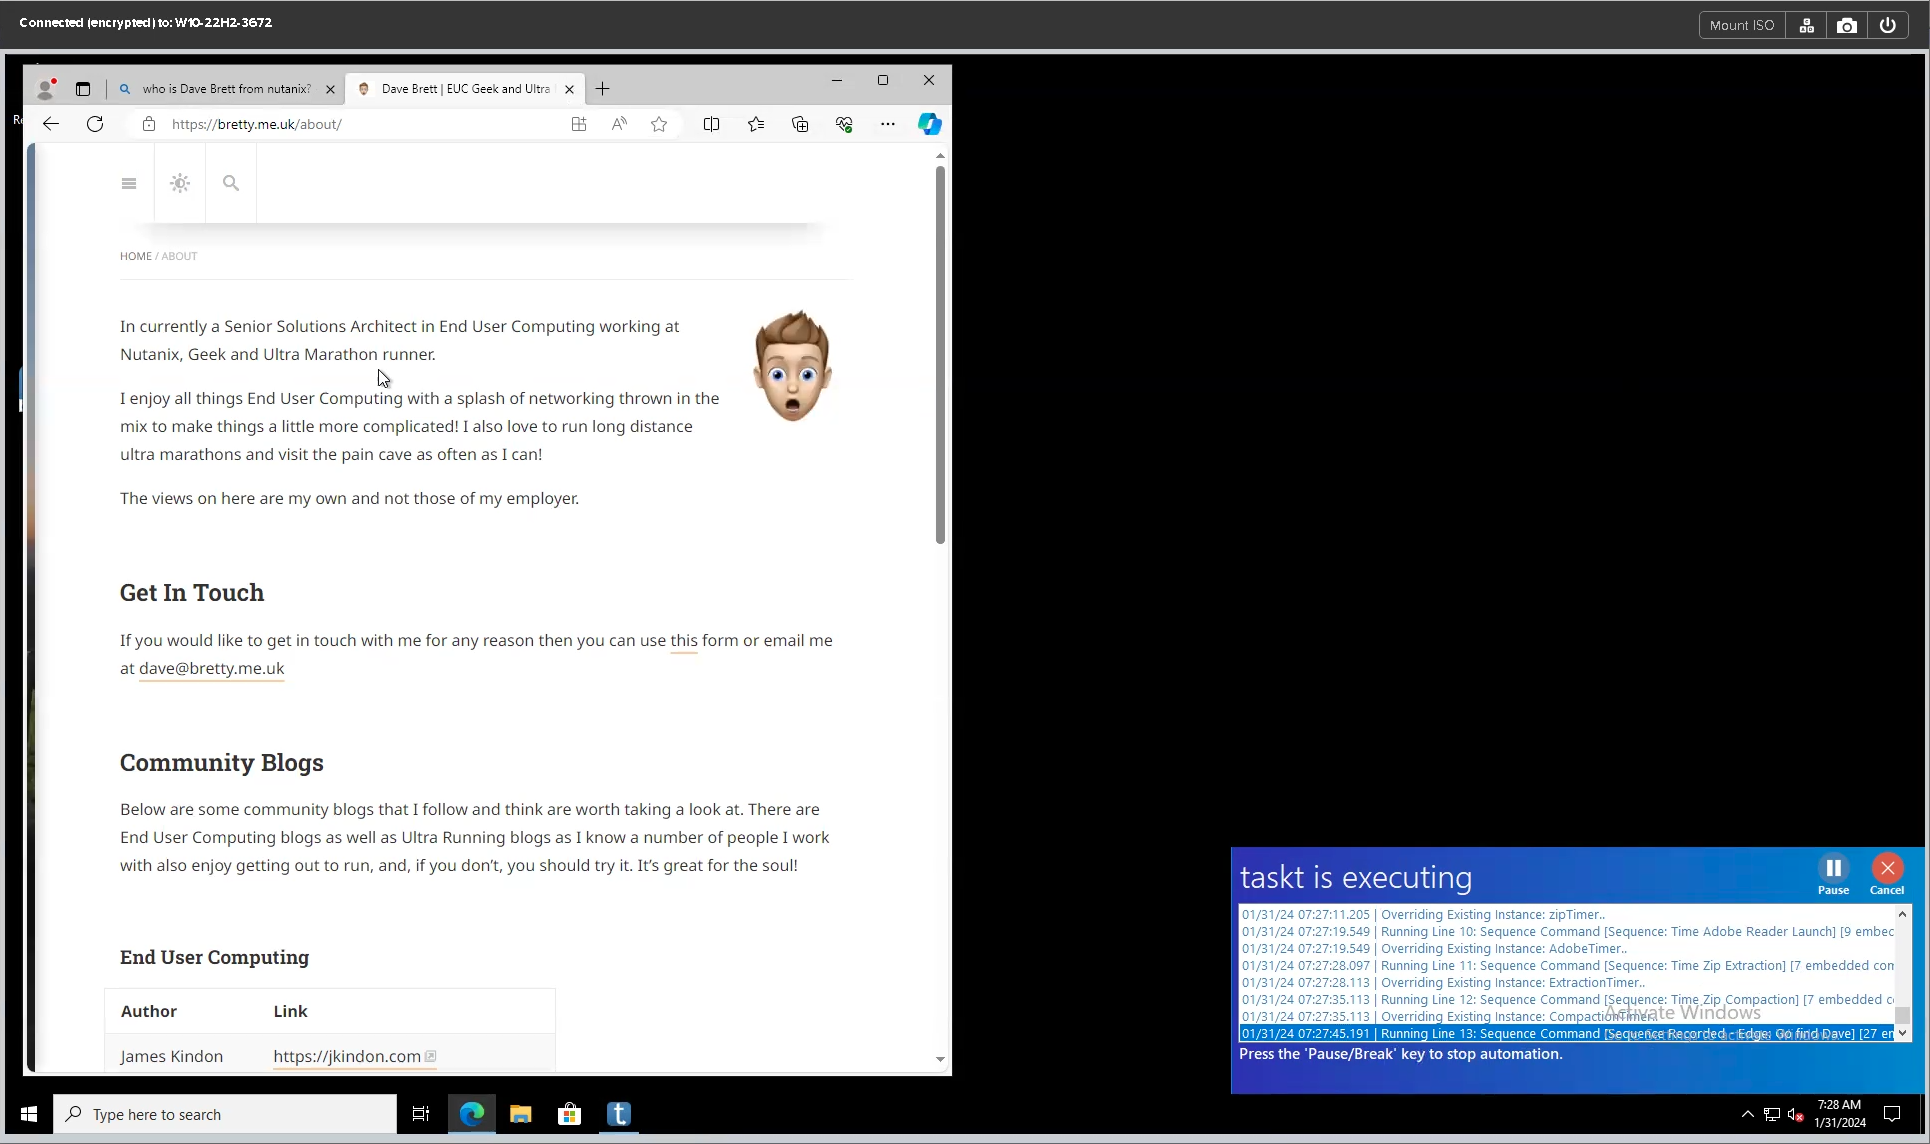 Connected (encrypted) to: W10-22H2-3672
Mount ISO
who is Dave Brett from nutanix?
Dave Brett | EUC Geek and Ultra
https://bretty.me.uk/about/
HOME / ABOUT
In currently a Senior Solutions Architect in End User Computing working at
Nutanix, Geek and Ultra Marathon runner.
I enjoy all things End User Computing with a splash of networking thrown in the
mix to make things a little more complicated! I also love to run long distance
ultra marathons and visit the pain cave as often as I can!
The views on here are my own and not those of my employer.
Get In Touch
If you would like to get in touch with me for any reason then you can use this form or email me
at dave@bretty.me.uk
Community Blogs
Below are some community blogs that I follow and think are worth taking a look at. There are
End User Computing blogs as well as Ultra Running blogs as I know a number of people I work
with also enjoy getting out to run, and, if you don't, you should try it. It's great for the soul!
End User Computing
Author Link
James Kindon https://jkindon.com
taskt is executing
Pause
Cancel
01/31/24 07:27:11.205 | Overriding Existing Instance: zipTimer..
01/31/24 07:27:19.549 | Running Line 10: Sequence Command [Sequence: Time Adobe Reader Launch] [9 embec
01/31/24 07:27:19.549 | Overriding Existing Instance: AdobeTimer..
01/31/24 07:27:28.097 | Running Line 11: Sequence Command [Sequence: Time Zip Extraction] [7 embedded con
01/31/24 07:27:28.113 | Overriding Existing Instance: ExtractionTimer..
01/31/24 07:27:35.113 | Running Line 12: Sequence Command [Sequence: Time Zip Compaction] [7 embedded c
01/31/24 07:27:35.113 | Overriding Existing Instance: CompactionTimer..
Activate Windows
01/31/24 07:27:45.191 | Running Line 13: Sequence Command [Sequence Recorded - Edge: Go find Dave] [27 en
Go to Settings to activate Windows.
Press the 'Pause/Break' key to stop automation.
Type here to search
7:28 AM
1/31/2024